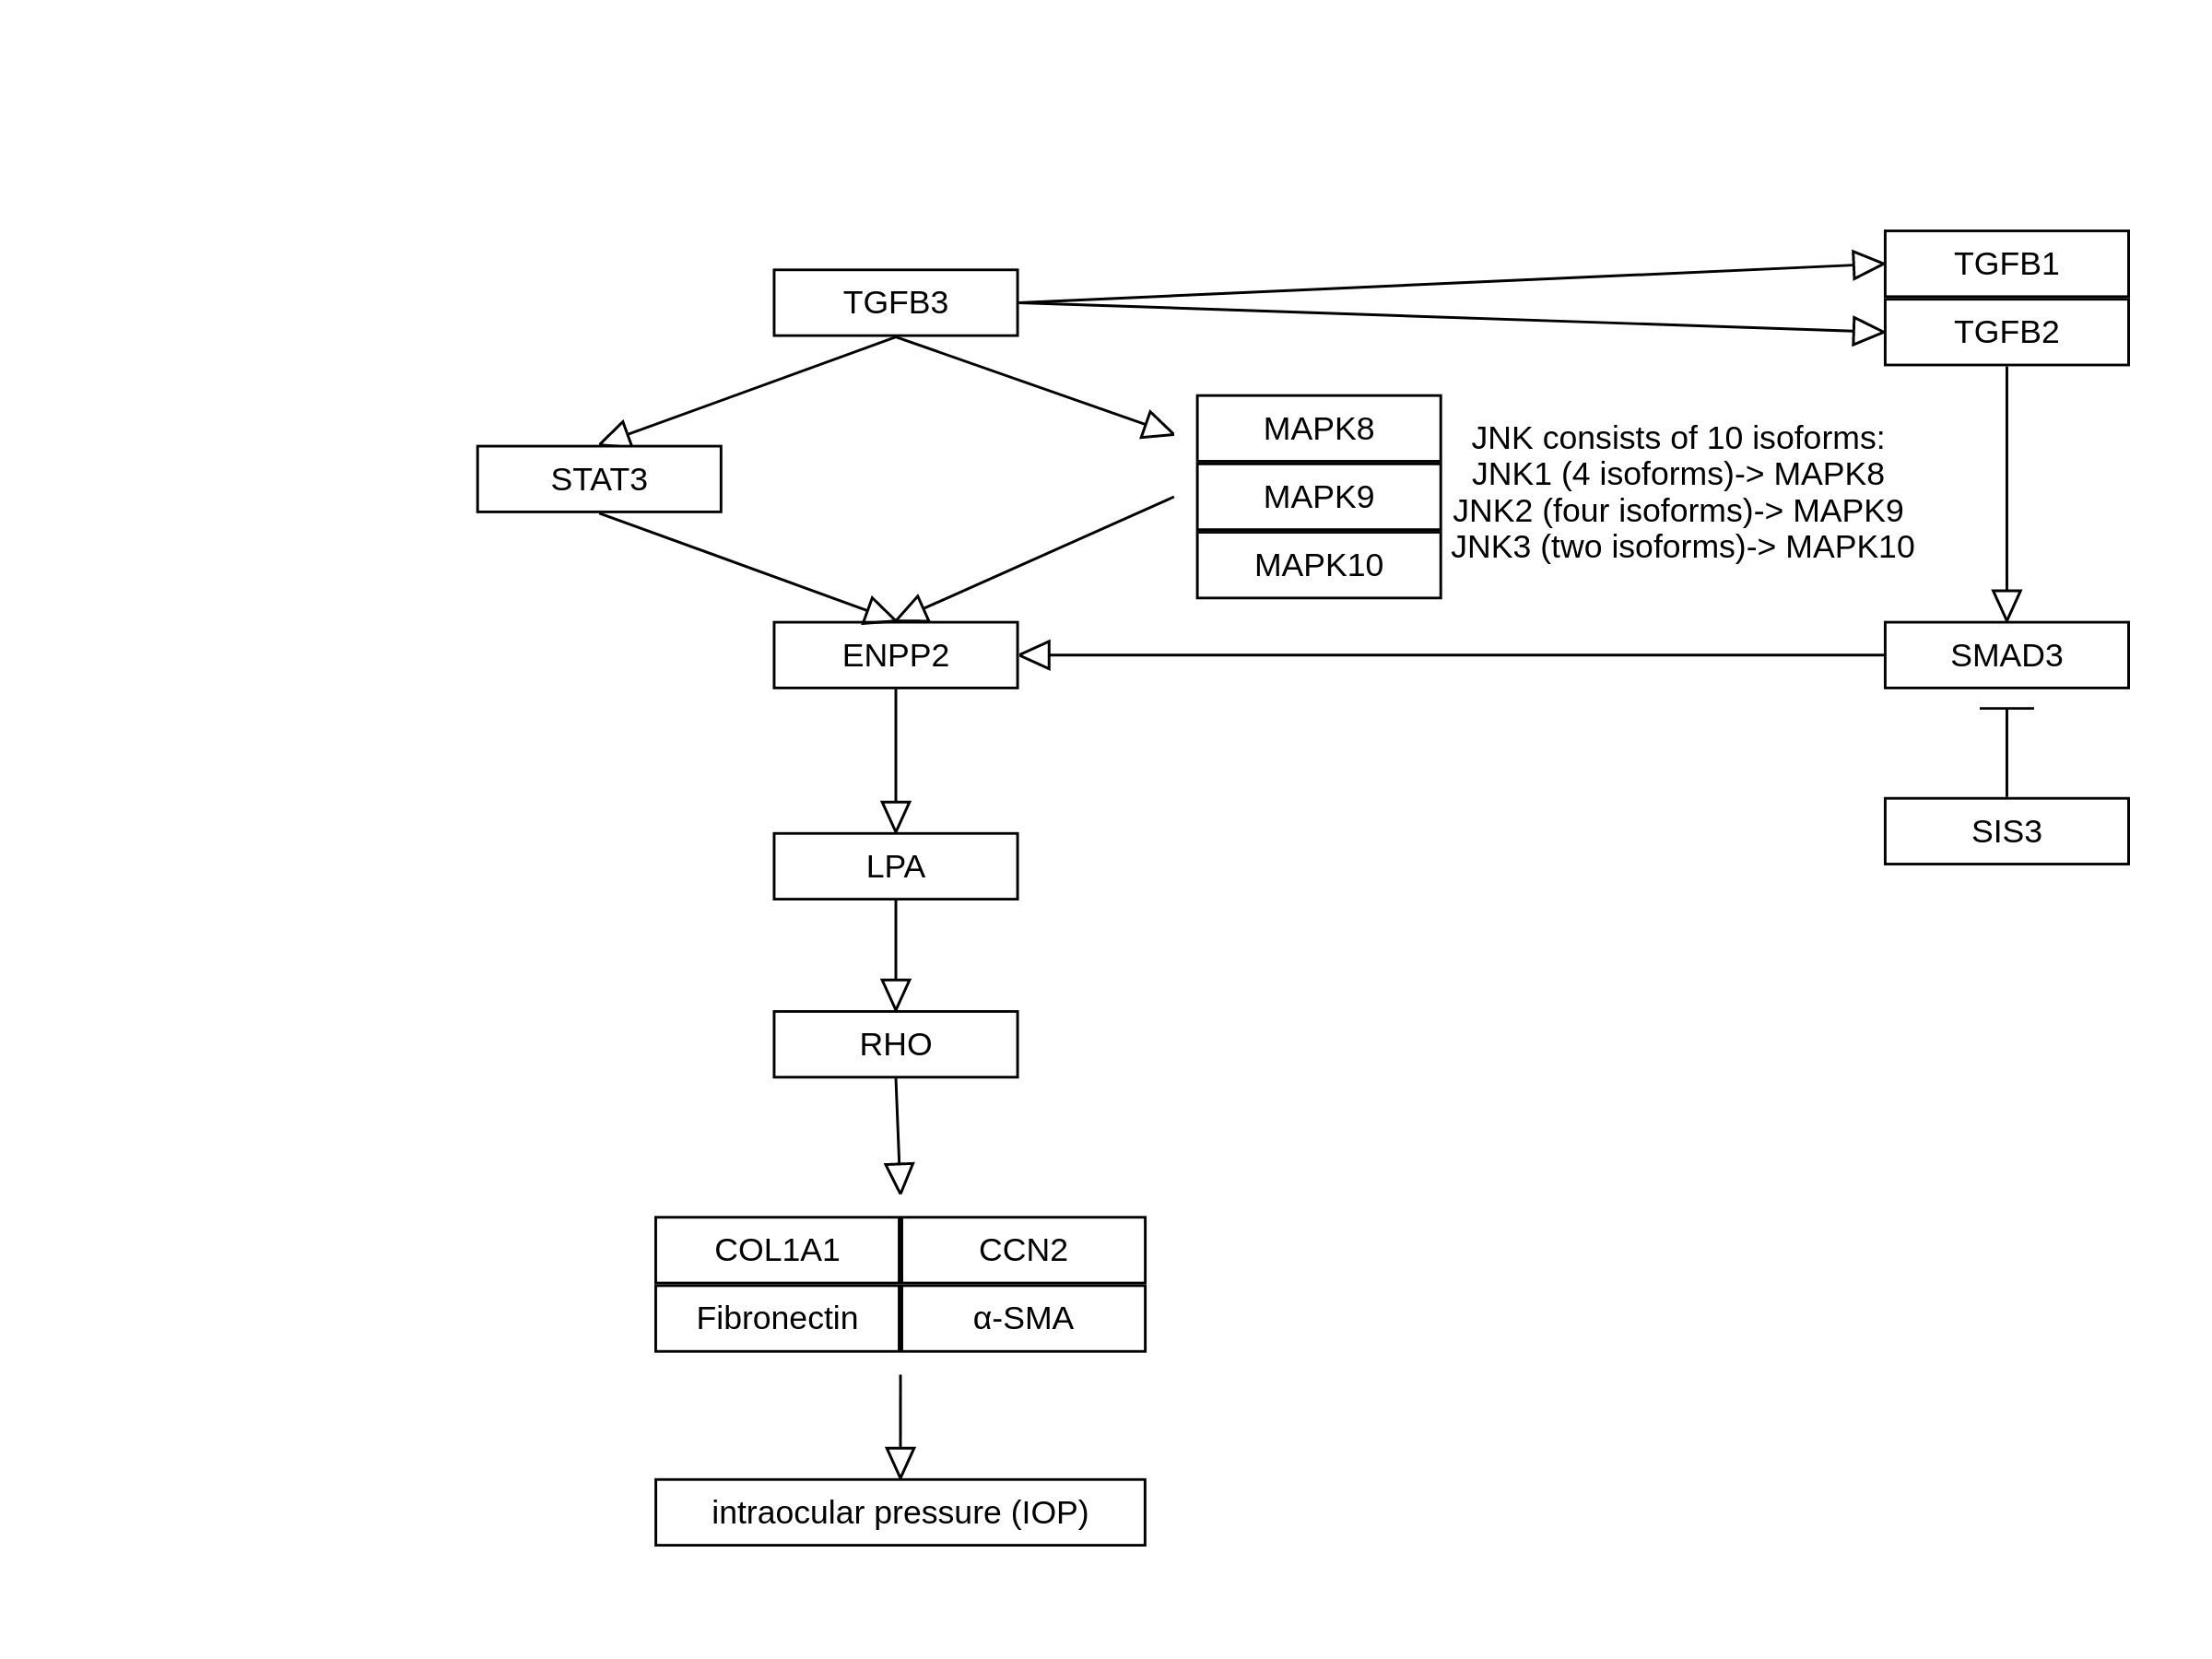 TGFB1
TGFB3
TGFB2
MAPK8
JNK consists of 10 isoforms:
JNK1 (4 isoforms)-> MAPK8
STAT3
MAPK9
JNK2 (four isoforms)-> MAPK9
JNK3 (two isoforms)-> MAPK10
MAPK10
ENPP2
SMAD3
SIS3
LPA
RHO
COL1A1
CCN2
Fibronectin
α-SMA
intraocular pressure (IOP)